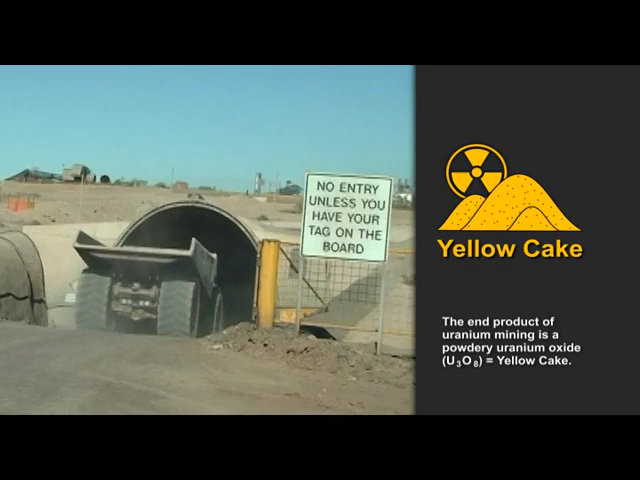 NO ENTRY
UNLESS YOU
HAVE YOUR
TAG ON THE
BOARD
Yellow Cake
The end product of
uranium mining is a
powdery uranium oxide
(U₃O₈) = Yellow Cake.